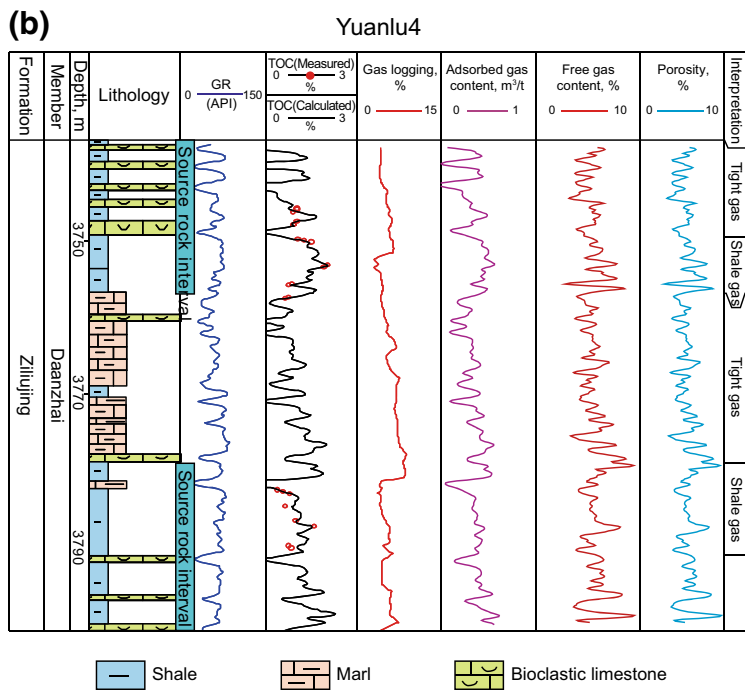 (b)
Yuanlu4
Formation
Member
Depth, m
Lithology
GR
0 150
(API)
TOC(Measured)
0 3
%
TOC(Calculated)
0 3
%
Gas logging,
%
0 15
Adsorbed gas
content, m³/t
0 1
Free gas
content, %
0 10
Porosity,
%
0 10
Interpretation
Ziliujing
Daanzhai
3750
3770
3790
Source rock interval
Source rock interval
Tight gas
Shale gas
Tight gas
Shale gas
Shale
Marl
Bioclastic limestone